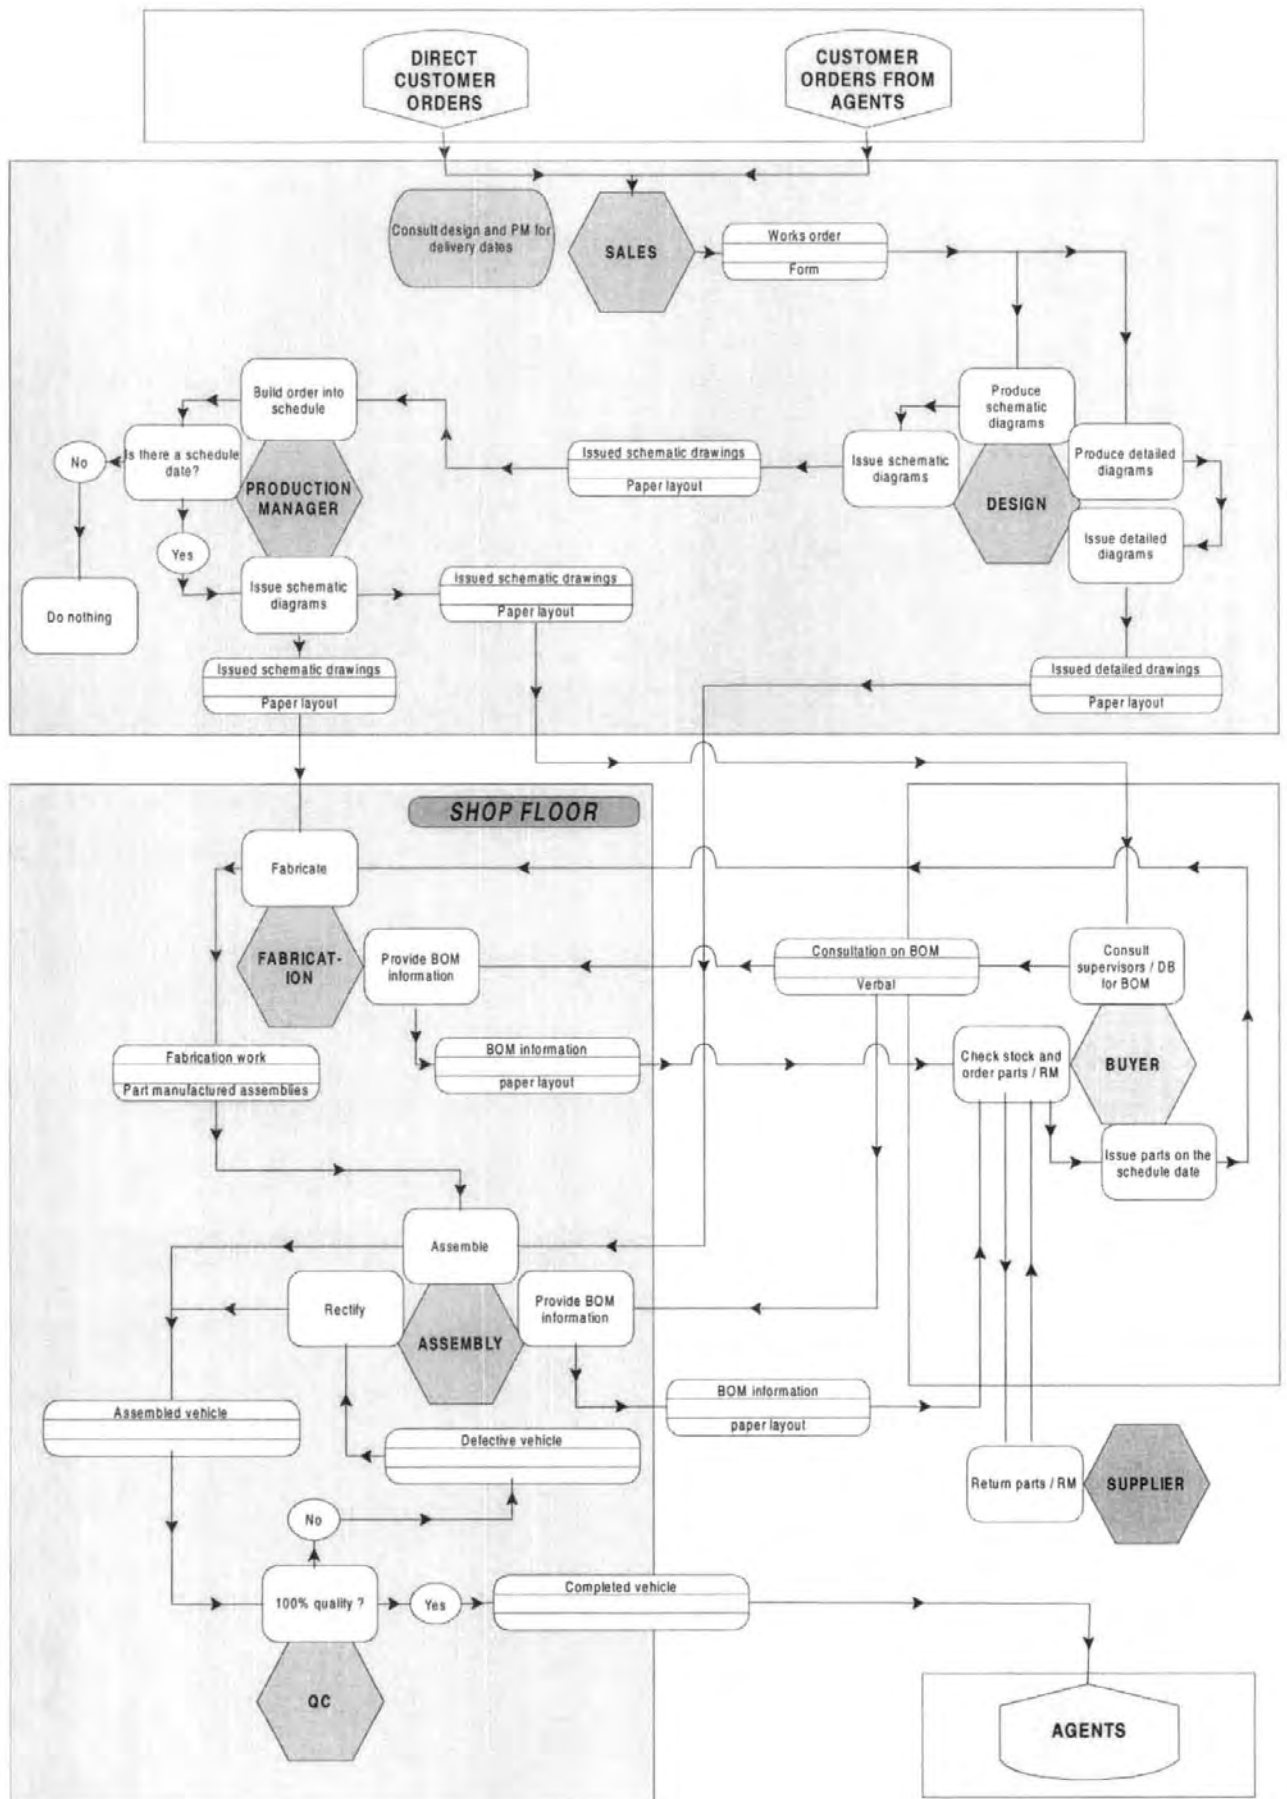 DIRECT
CUSTOMER
ORDERS
CUSTOMER
ORDERS FROM
AGENTS
Consult design and PM for
delivery dates
SALES
Works order
Form
Build order into
schedule
Produce
schematic
diagrams
No
Is there a schedule
date?
PRODUCTION
MANAGER
Issued schematic drawings
Paper layout
Issue schematic
diagrams
DESIGN
Produce detailed
diagrams
Issue detailed
diagrams
Yes
Do nothing
Issue schematic
diagrams
Issued schematic drawings
Paper layout
Issued schematic drawings
Paper layout
Issued detailed drawings
Paper layout
SHOP FLOOR
Fabricate
FABRICAT-
ION
Provide BOM
information
Consultation on BOM
Verbal
Consult
supervisors / DB
for BOM
Fabrication work
Part manufactured assemblies
BOM information
paper layout
Check stock and
order parts / RM
BUYER
Issue parts on the
schedule date
Assemble
Rectify
ASSEMBLY
Provide BOM
information
Assembled vehicle
BOM information
paper layout
Defective vehicle
Return parts / RM
SUPPLIER
No
100% quality ?
Yes
Completed vehicle
QC
AGENTS